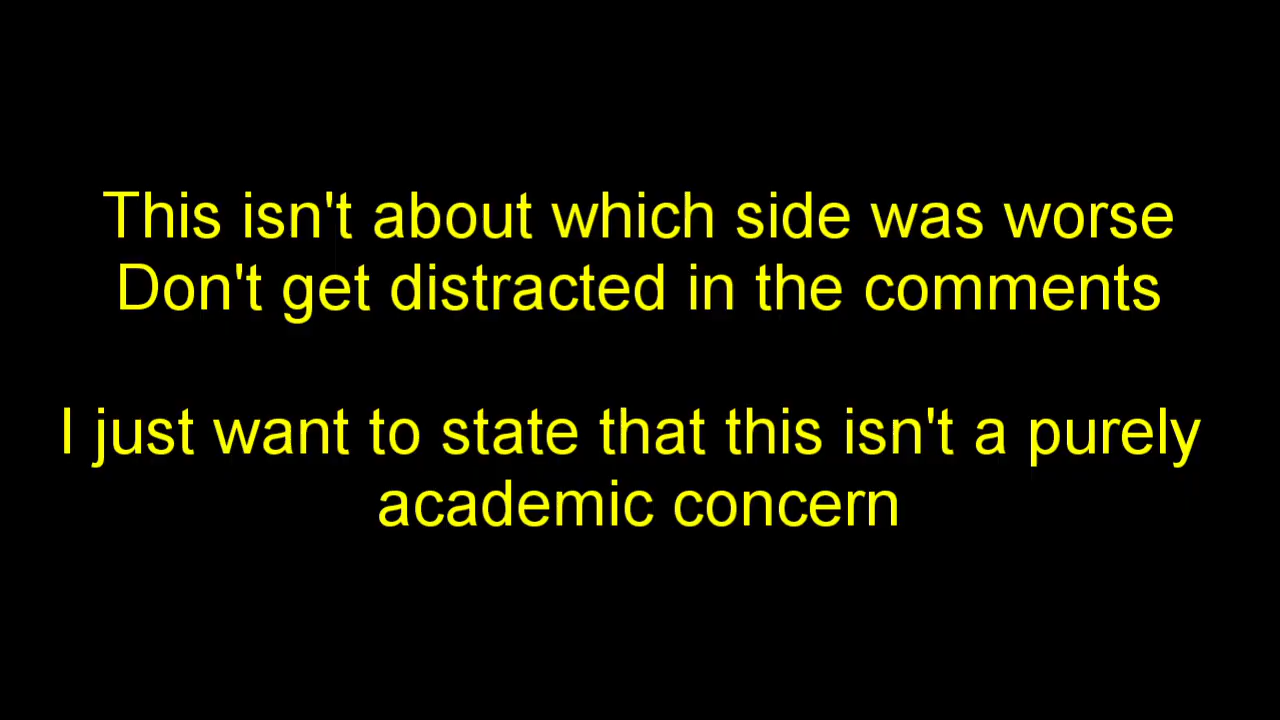 This isn't about which side was worse
Don't get distracted in the comments
I just want to state that this isn't a purely
academic concern